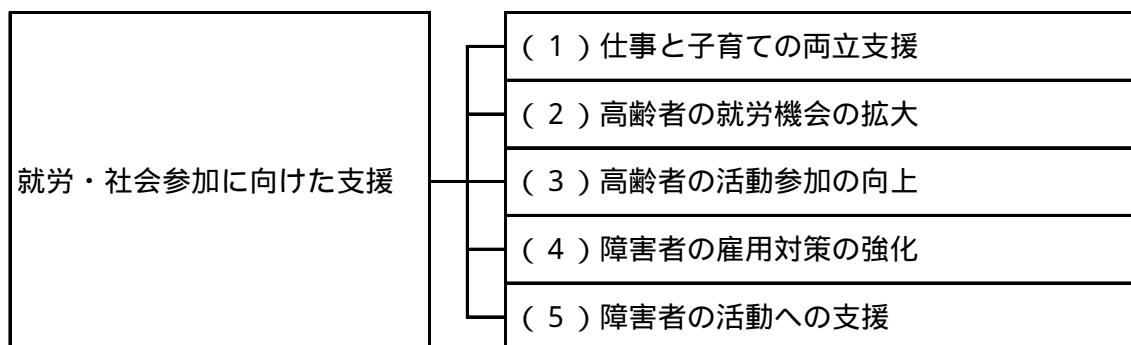 就労・社会参加に向けた支援
(1)仕事と子育ての両立支援
(2)高齢者の就労機会の拡大
(3)高齢者の活動参加の向上
(4)障害者の雇用対策の強化
(5)障害者の活動への支援